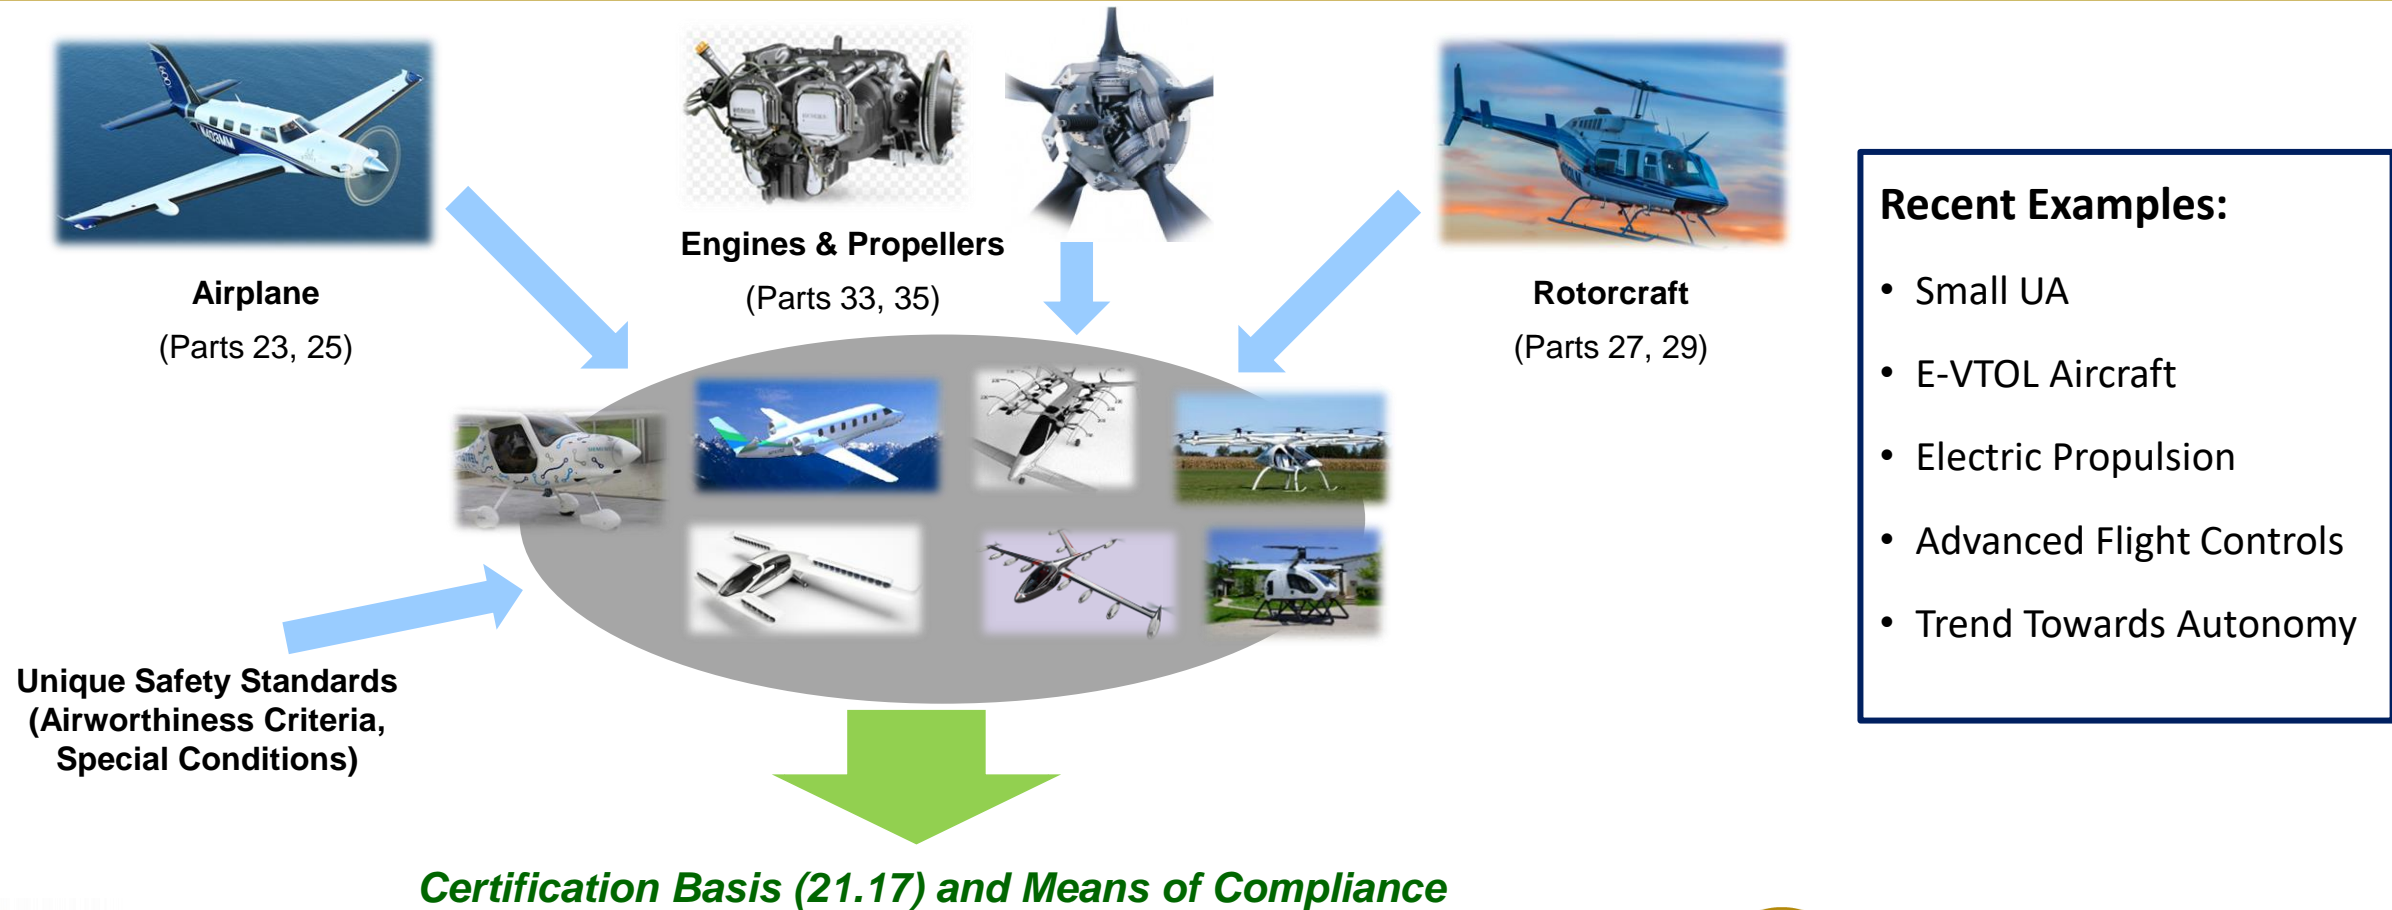 Airplane
(Parts 23, 25)
Engines & Propellers
(Parts 33, 35)
Rotorcraft
(Parts 27, 29)
Unique Safety Standards
(Airworthiness Criteria,
Special Conditions)
Certification Basis (21.17) and Means of Compliance
Recent Examples:
• Small UA
• E-VTOL Aircraft
• Electric Propulsion
• Advanced Flight Controls
• Trend Towards Autonomy